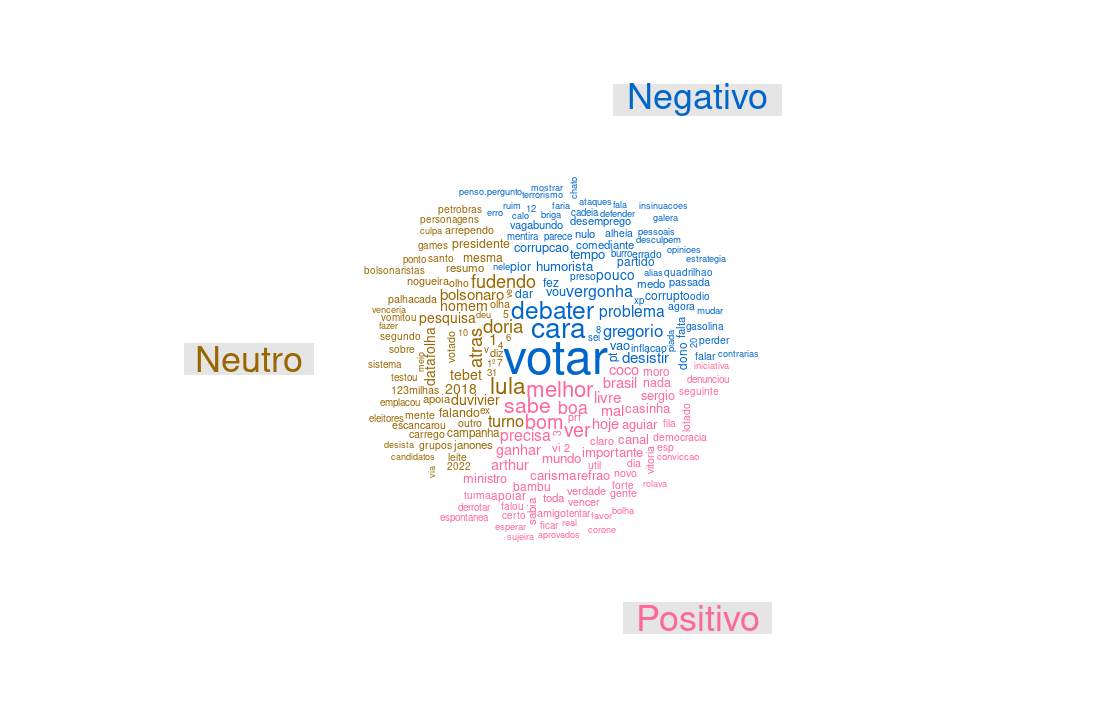 Negativo
chato
mostrar
penso.pergunto
terrorismo
ataques
fala
insinuacoes
ruim
12
faria
petrobras
erro
calo
briga
cadeia
defender
galera
personagens
vagabundo
desemprego
culpa
arrependo
mentira
parece
nulo
alheia
pessoais
desculpem
games
presidente
corrupcao
comediante
opinioes
tempo
burro
errado
estrategia
ponto
santo
mesma
partido
bolsonaristas
resumo
nele
pior
humorista
preso
pouco
alias
quadrilhao
nogueira
olho
fudendo
fez
medo
passada
palhacada
bolsonaro
ve
dar
vou
vergonha
xp
corrupto
odio
homem
olha
debater
problema
agora
mudar
venceria
vomitou
pesquisa
deu
5
fazer
doria
cara
8
gregorio
falta
gasolina
segundo
datafolha
votado
10
atras
1
6
sei
piada
20
perder
sobre
v
4
votar
vao
inflacao
dono
Neutro
diz
pt
desistir
falar
contrarias
sistema
meio
1º
7
31
coco
moro
iniciativa
testou
tebet
brasil
nada
denunciou
123milhas
2018
lula
melhor
livre
sergio
seguinte
emplacou
apoia
duvivier
sabe
boa
mal
casinha
lotado
eleitores
mente
falando
ex
prf
escancarou
outro
turno
bom
ver
hoje
aguiar
fila
carrego
campanha
precisa
3
claro
canal
democracia
desista
grupos
janones
ganhar
vi
2
importante
esp
candidatos
leite
mundo
vitoria
conviccao
via
2022
arthur
util
dia
ministro
carisma
refrao
novo
bambu
forte
rolava
turma
apoiar
toda
verdade
gente
derrotar
falou
sabia
vencer
espontanea
certo
amigo
tentar
favor
bolha
esperar
ficar
real
corone
sujeira
aprovados
Positivo